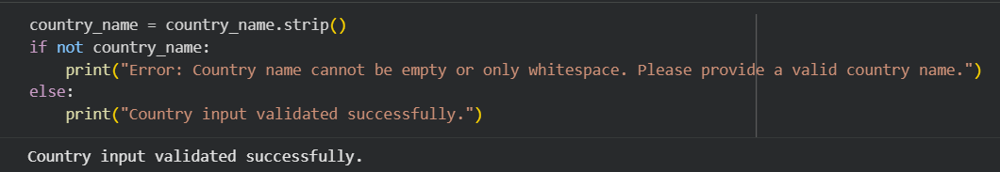 country_name = country_name.strip()
if not country_name:
    print("Error: Country name cannot be empty or only whitespace. Please provide a valid country name.")
else:
    print("Country input validated successfully.")
Country input validated successfully.